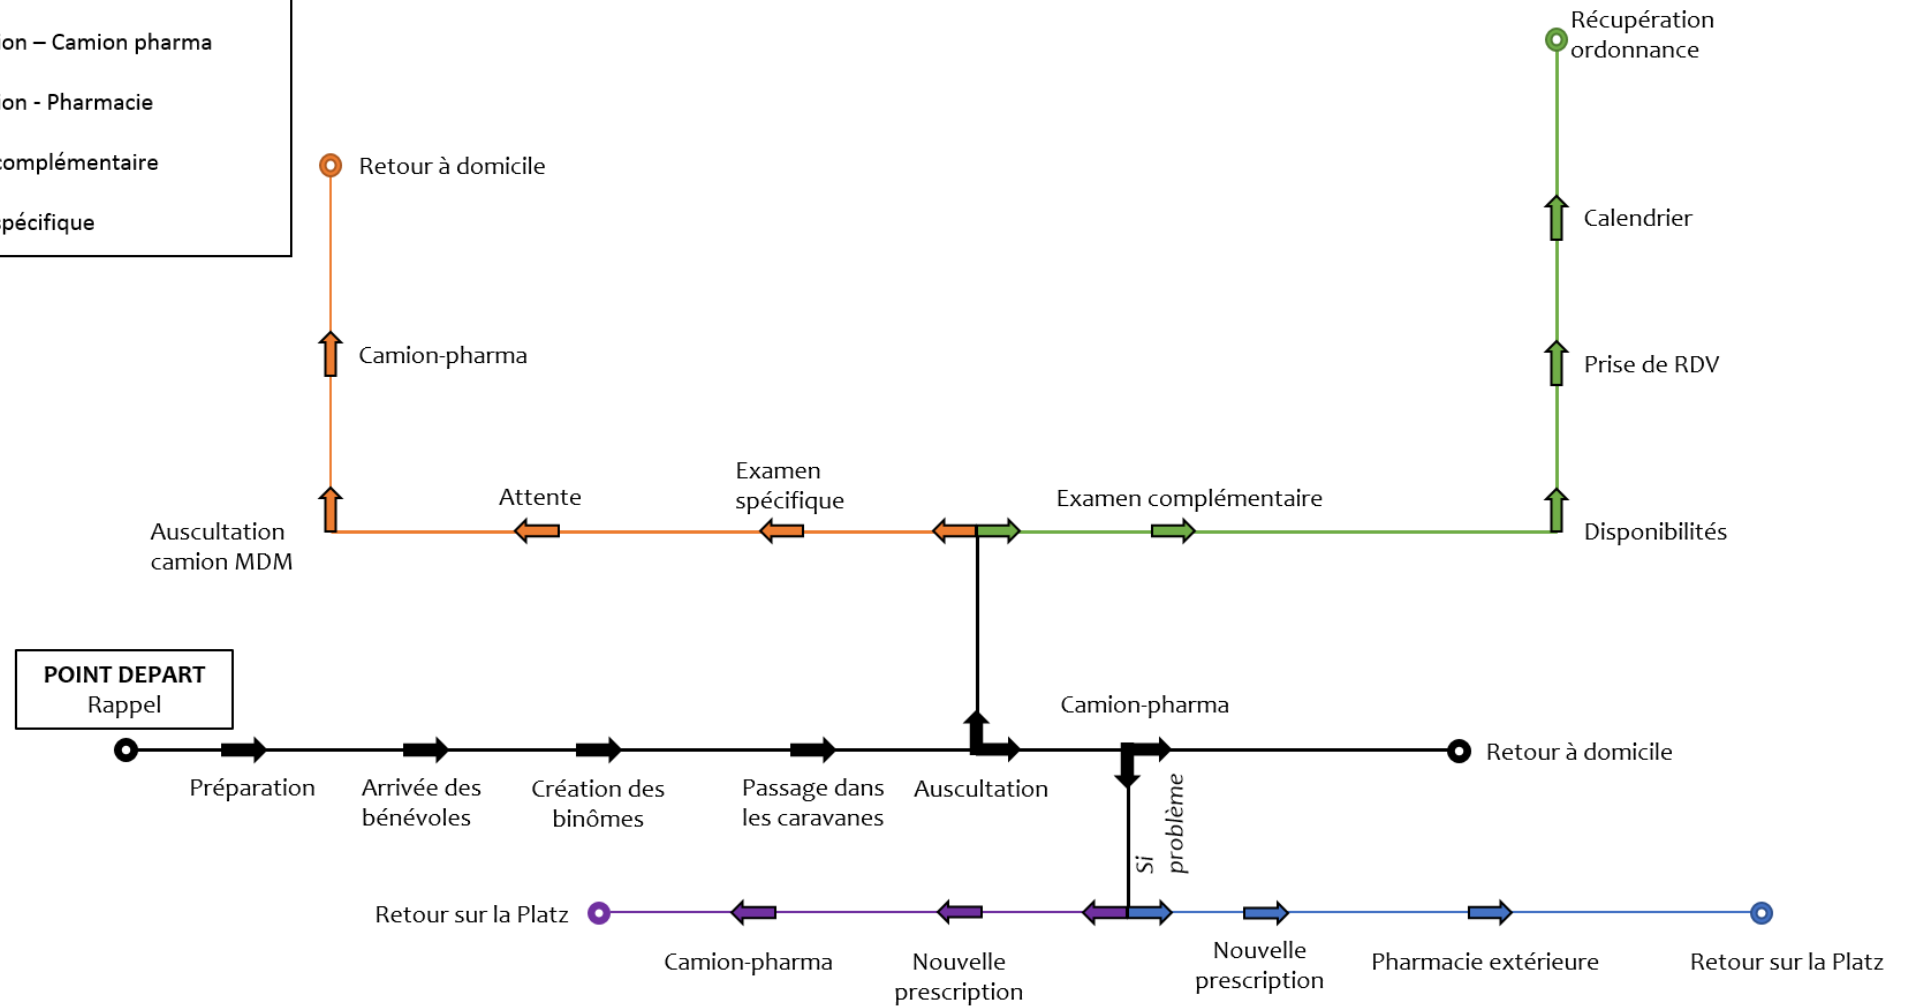 – Camion pharma
- Pharmacie
complémentaire
spécifique
Récupération
ordonnance
Retour à domicile
Calendrier
Camion-pharma
Prise de RDV
Examen
spécifique
Attente
Examen complémentaire
Auscultation
camion MDM
Disponibilités
POINT DEPART
Rappel
Camion-pharma
Retour à domicile
Préparation
Arrivée des
bénévoles
Création des
binômes
Passage dans
les caravanes
Auscultation
Si
problème
Retour sur la Platz
Camion-pharma
Nouvelle
prescription
Nouvelle
prescription
Pharmacie extérieure
Retour sur la Platz